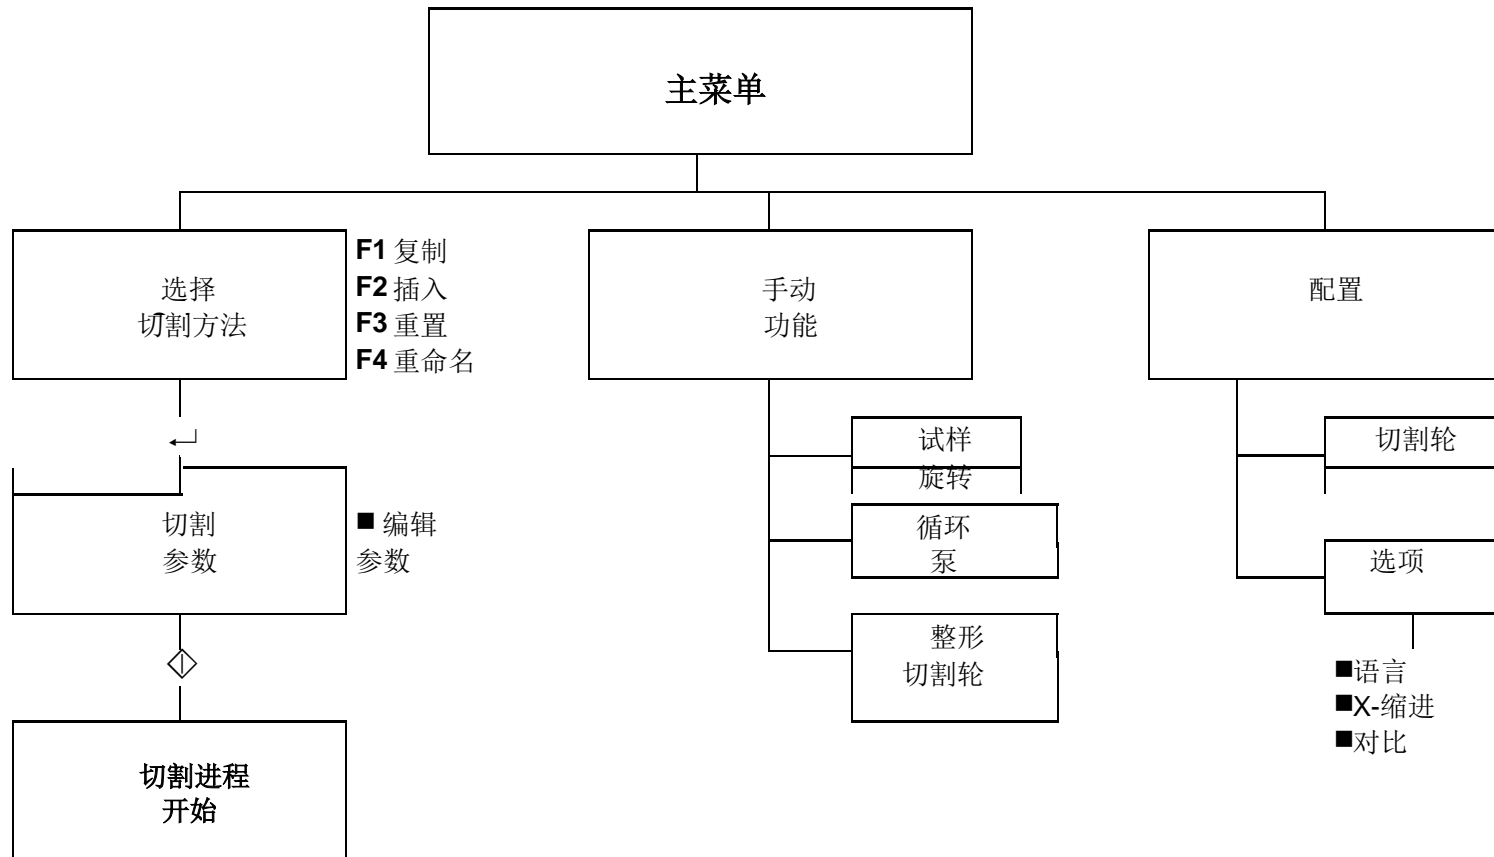 主菜单
选择
切割方法
F1 复制
F2 插入
F3 重置
F4 重命名
切割
参数
■ 编辑
参数
切割进程
开始
手动
功能
试样
旋转
循环
泵
整形
切割轮
配置
切割轮
选项
■语言
■X-缩进
■对比